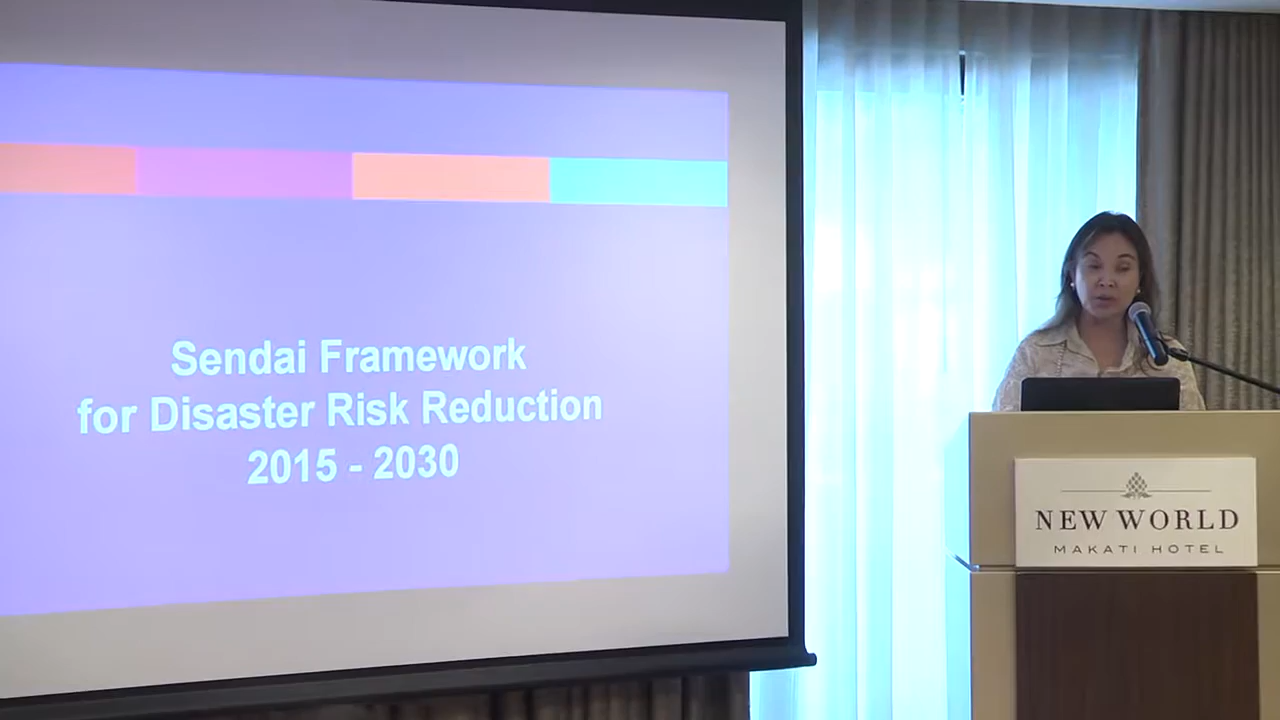 Sendai Framework
for Disaster Risk Reduction
2015 - 2030
NEW WORLD
MAKATI HOTEL